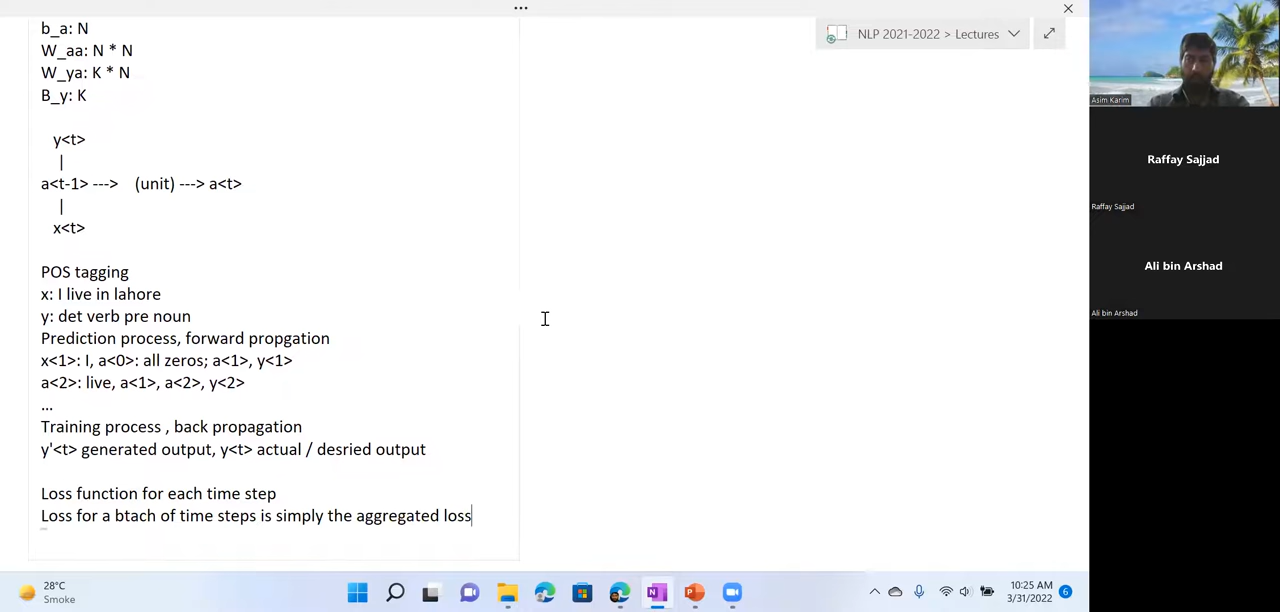 NLP 2021-2022 > Lectures
b_a: N
W_aa: N * N
W_ya: K * N
B_y: K
y<t>
|
a<t-1> ---> (unit) ---> a<t>
|
x<t>
POS tagging
x: I live in lahore
y: det verb pre noun
Prediction process, forward propgation
x<1>: I, a<0>: all zeros; a<1>, y<1>
a<2>: live, a<1>, a<2>, y<2>
...
Training process , back propagation
y'<t> generated output, y<t> actual / desried output
Loss function for each time step
Loss for a btach of time steps is simply the aggregated loss
Asim Karim
Raffay Sajjad
Raffay Sajjad
Ali bin Arshad
Ali bin Arshad
28°C
Smoke
10:25 AM
3/31/2022
6